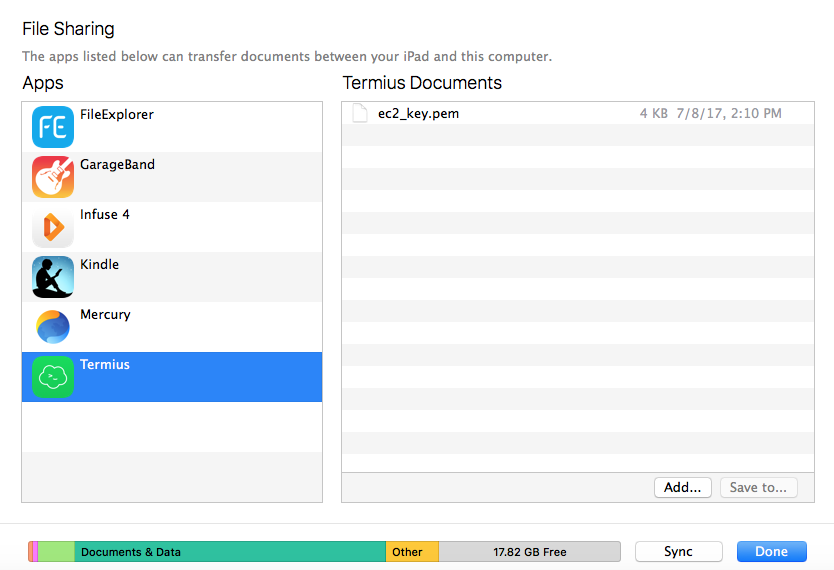 File Sharing
The apps listed below can transfer documents between your iPad and this computer.
Apps
Termius Documents
FE
FileExplorer
GarageBand
Infuse 4
Kindle
Mercury
Termius
ec2_key.pem 4 KB 7/8/17, 2:10 PM
Add... Save to...
Documents & Data Other 17.82 GB Free Sync Done